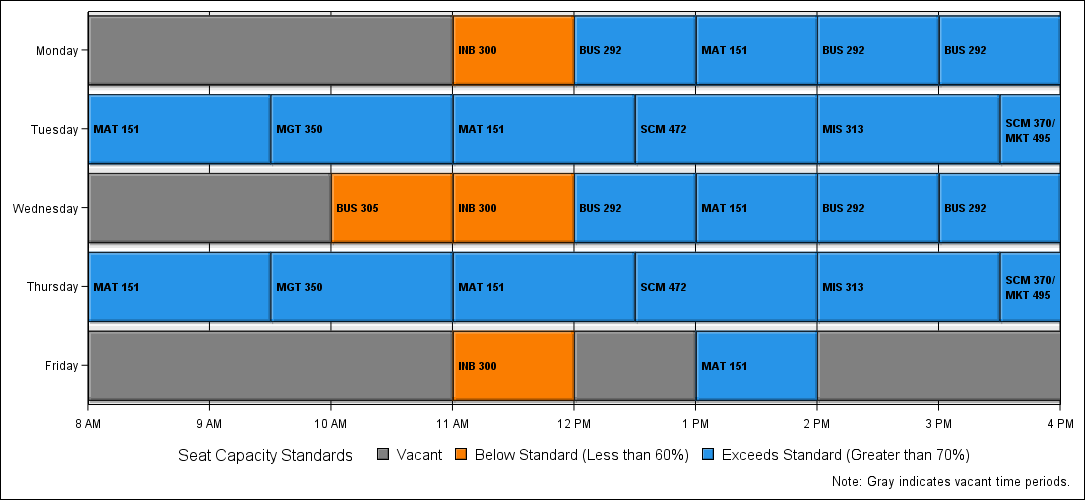 Monday
INB 300
BUS 292
MAT 151
BUS 292
BUS 292
Tuesday
MAT 151
MGT 350
MAT 151
SCM 472
MIS 313
SCM 370/
MKT 495
Wednesday
BUS 305
INB 300
BUS 292
MAT 151
BUS 292
BUS 292
Thursday
MAT 151
MGT 350
MAT 151
SCM 472
MIS 313
SCM 370/
MKT 495
Friday
INB 300
MAT 151
8 AM
9 AM
10 AM
11 AM
12 PM
1 PM
2 PM
3 PM
4 PM
Seat Capacity Standards
Vacant
Below Standard (Less than 60%)
Exceeds Standard (Greater than 70%)
Note: Gray indicates vacant time periods.